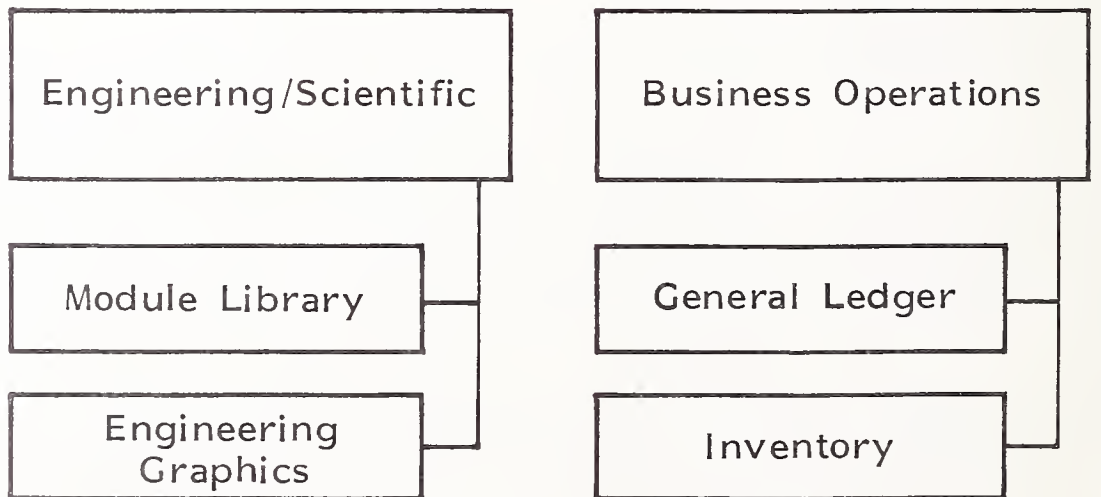 Engineering/Scientific
Module Library
Engineering
Graphics
Business Operations
General Ledger
Inventory